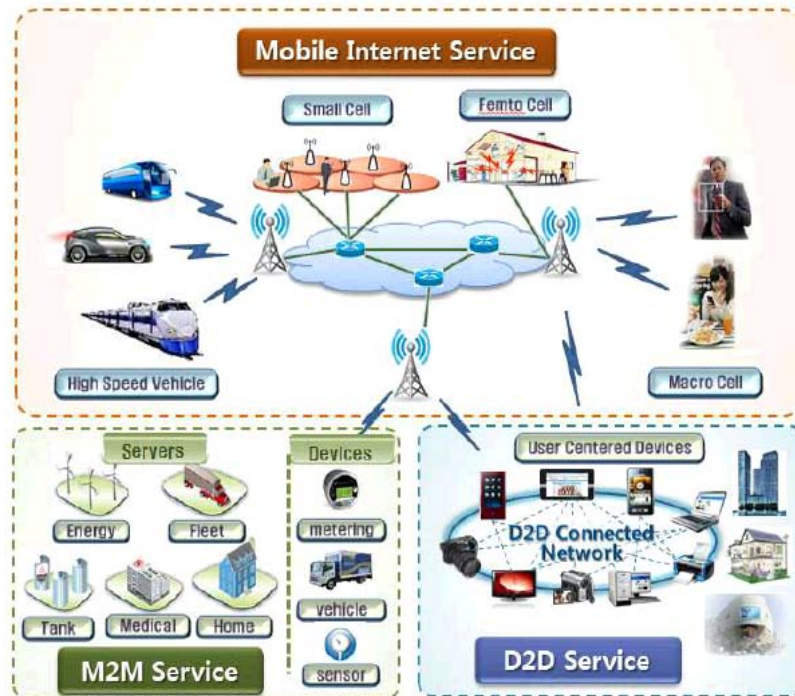 Mobile Internet Service
Small Cell
Femto Cell
High Speed Vehicle
Macro Cell
Servers
Devices
Energy
Fleet
metering
Tank
Medical
Home
vehicle
sensor
M2M Service
User Centered Devices
D2D Connected
Network
D2D Service